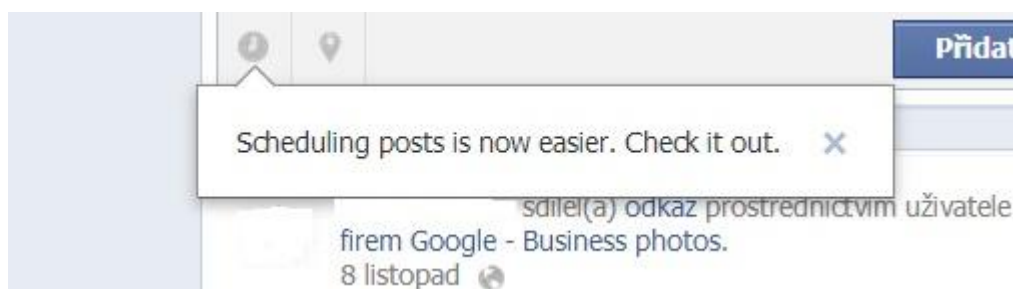 Přidat
Scheduling posts is now easier. Check it out.
sdílel(a) odkaz prostřednictvím uživatele
firem Google - Business photos.
8 listopad